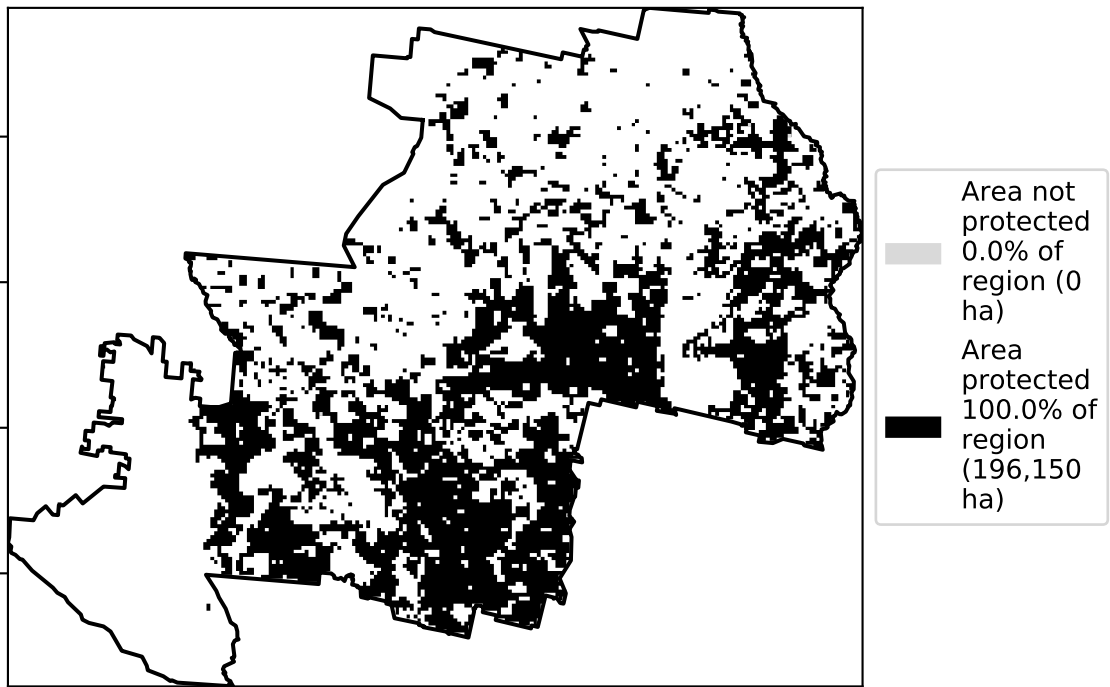 Area not
protected
0.0% of
region (0
ha)
Area
protected
100.0% of
region
(196,150
ha)